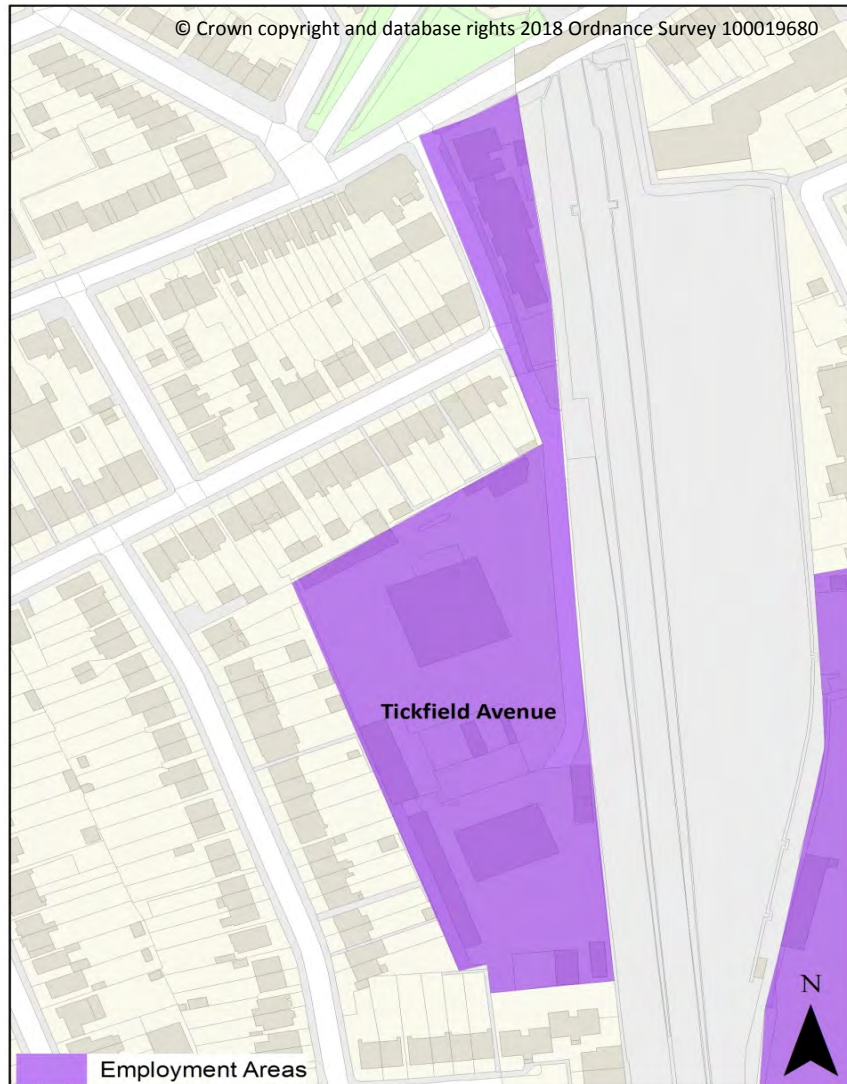 © Crown copyright and database rights 2018 Ordnance Survey 100019680
Tickfield Avenue
N
Employment Areas